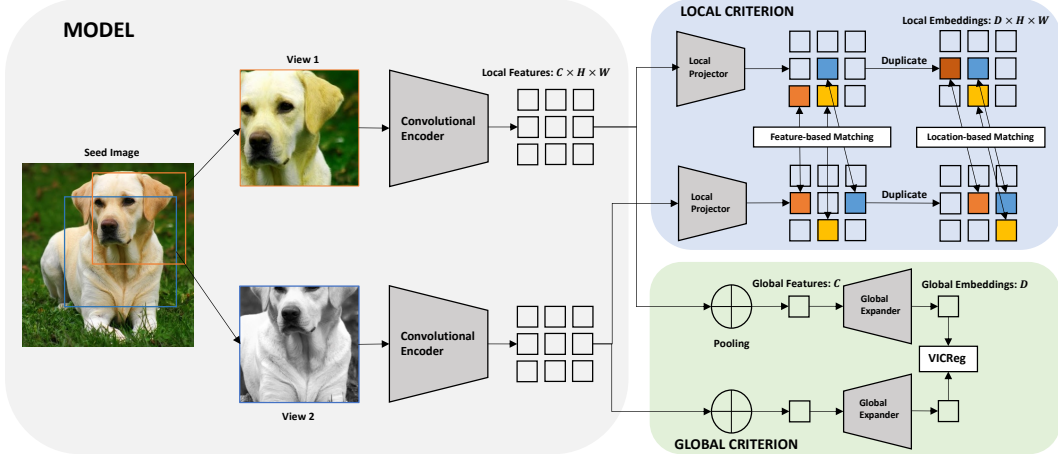 MODEL
Seed Image
View 1
View 2
Convolutional
Encoder
Convolutional
Encoder
Local Features: C × H × W
LOCAL CRITERION
Local Embeddings: D × H × W
Local
Projector
Duplicate
Feature-based Matching
Location-based Matching
Local
Projector
Duplicate
Global Features: C
Global Embeddings: D
Pooling
Global
Expander
VICReg
Global
Expander
GLOBAL CRITERION